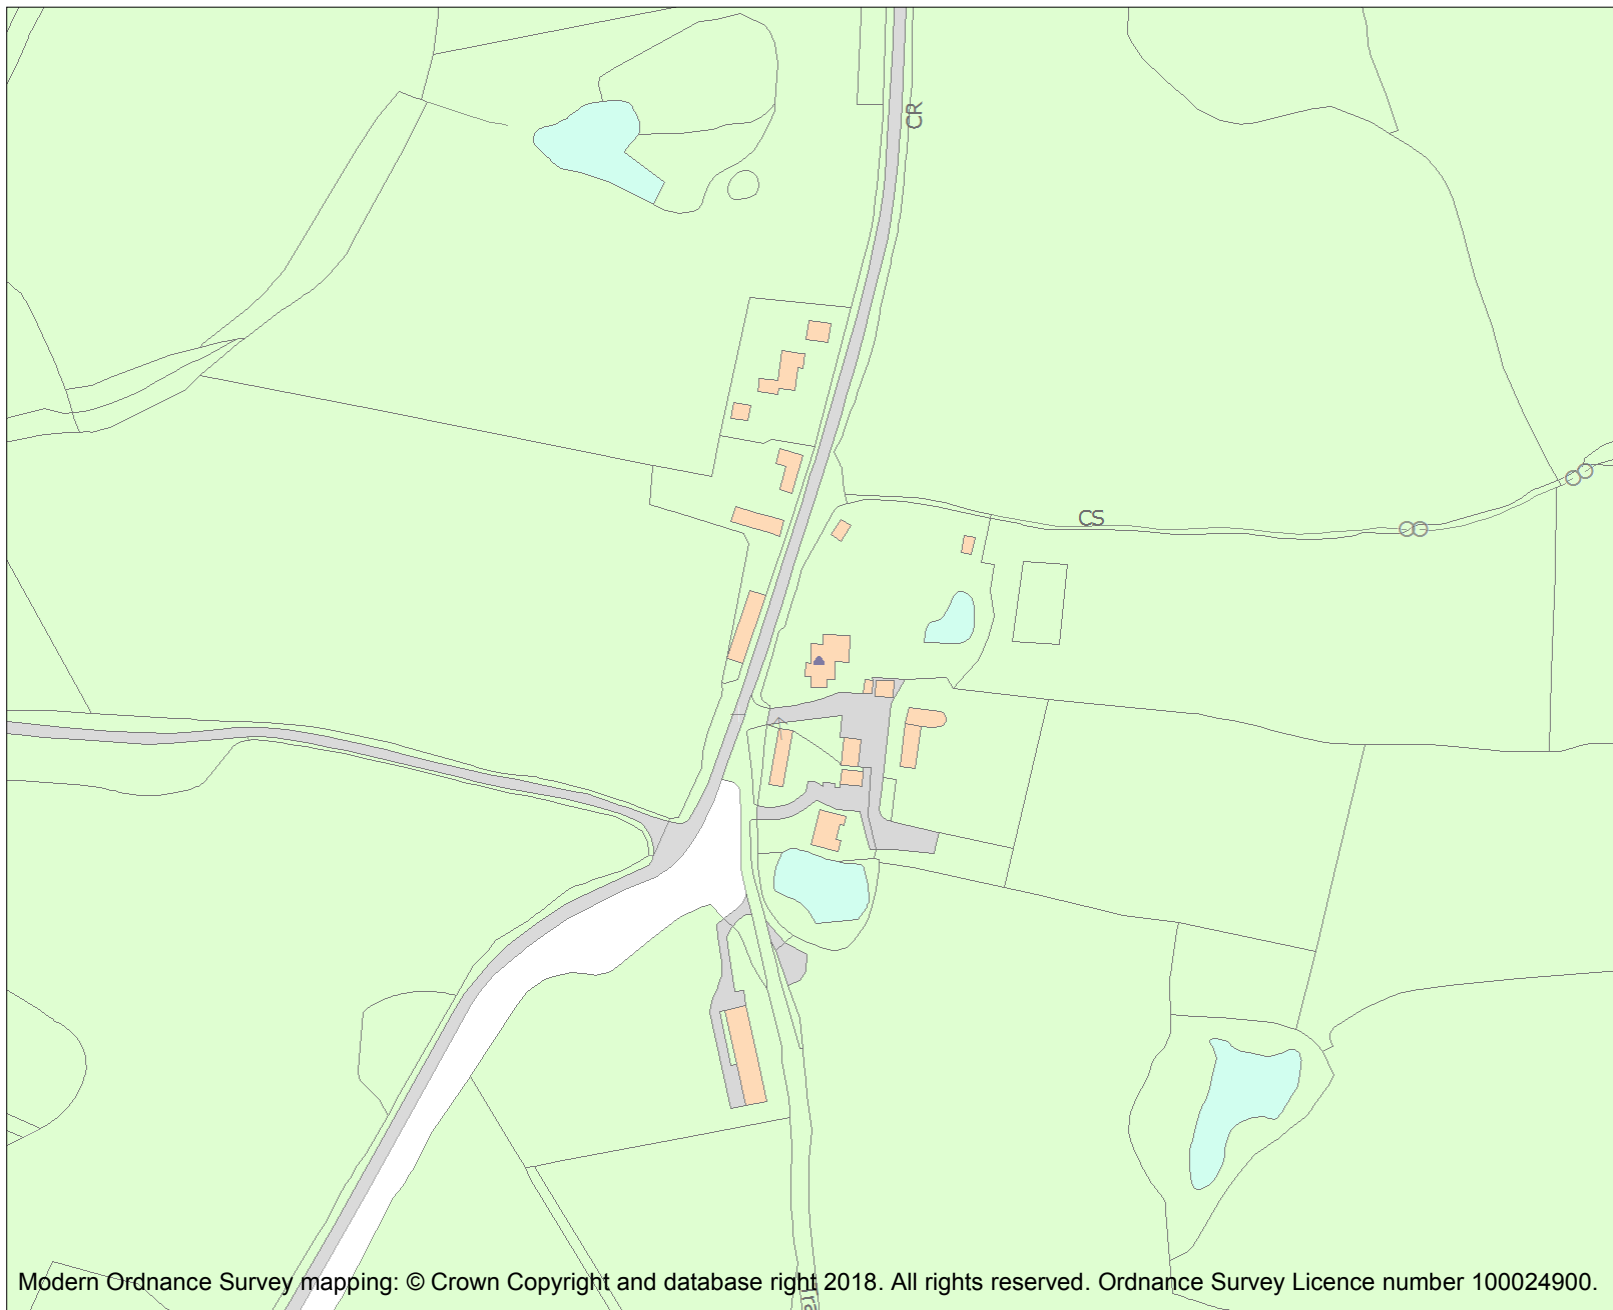 CR
CS
Modern Ordnance Survey mapping: © Crown Copyright and database right 2018. All rights reserved. Ordnance Survey Licence number 100024900.